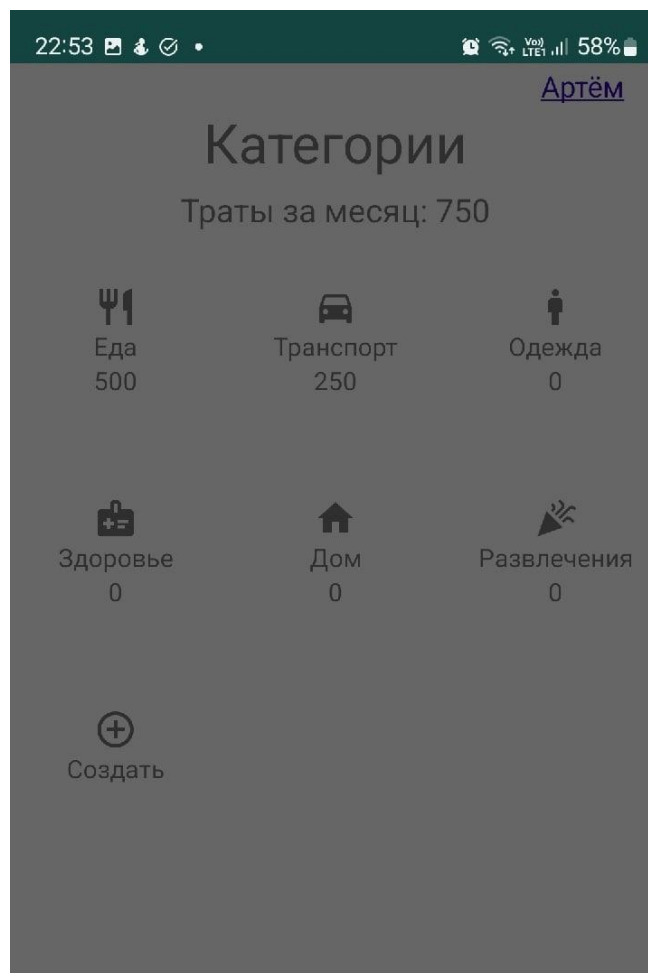 22:53 58%
Артём
Категории
Траты за месяц: 750
Еда Транспорт Одежда
500 250 0
Здоровье Дом Развлечения
0 0 0
Создать